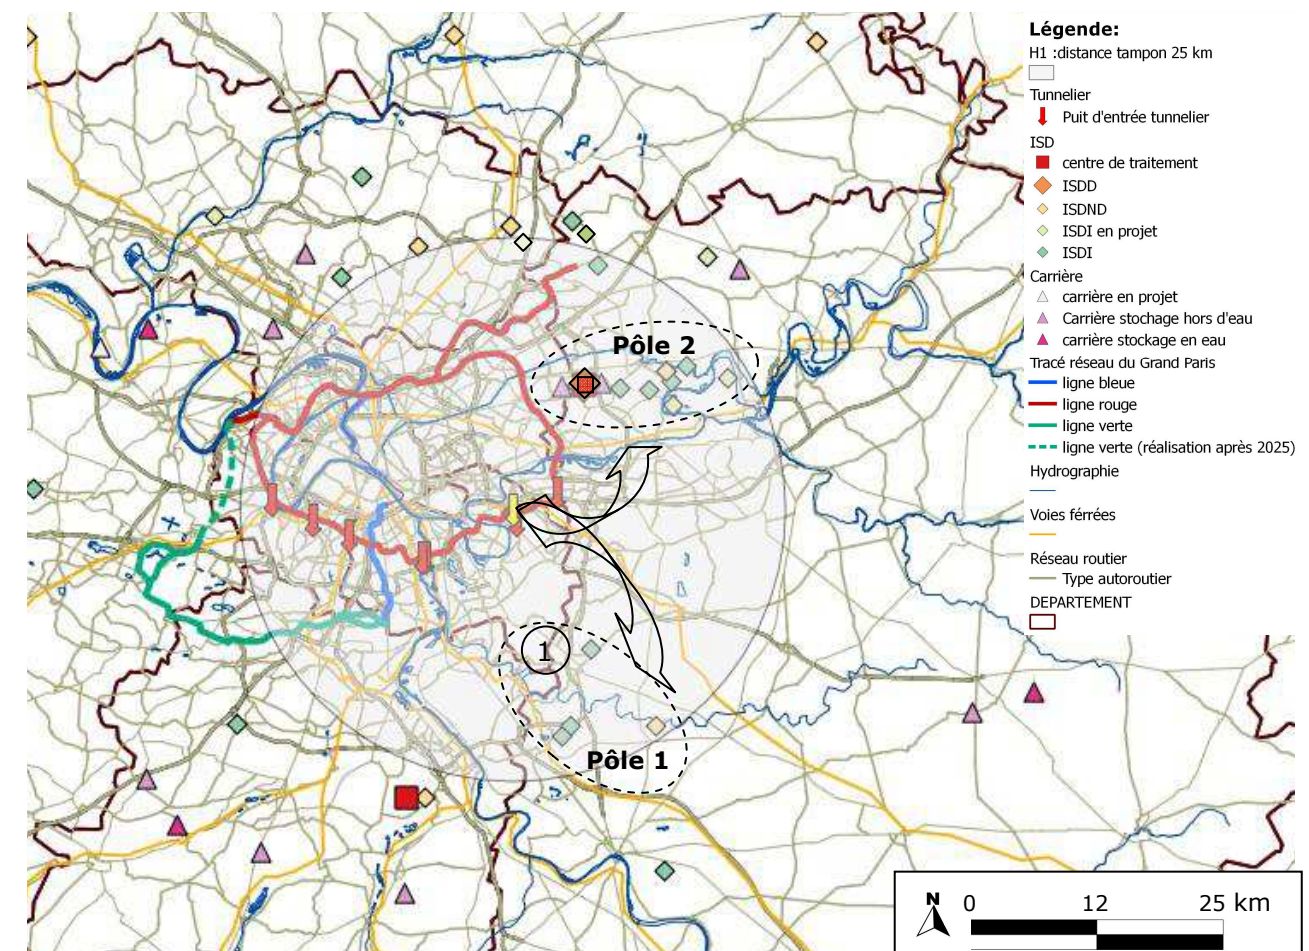 Légende:
H1 :distance tampon 25 km
Tunnelier
Puit d'entrée tunnelier
ISD
centre de traitement
ISDD
ISDND
ISDI en projet
ISDI
Carrière
carrière en projet
Carrière stochage hors d'eau
carrière stockage en eau
Tracé réseau du Grand Paris
ligne bleue
ligne rouge
ligne verte
ligne verte (réalisation après 2025)
Hydrographie
Voies férrées
Réseau routier
Type autoroutier
DEPARTEMENT
Pôle 2
1
Pôle 1
N
0 12 25 km